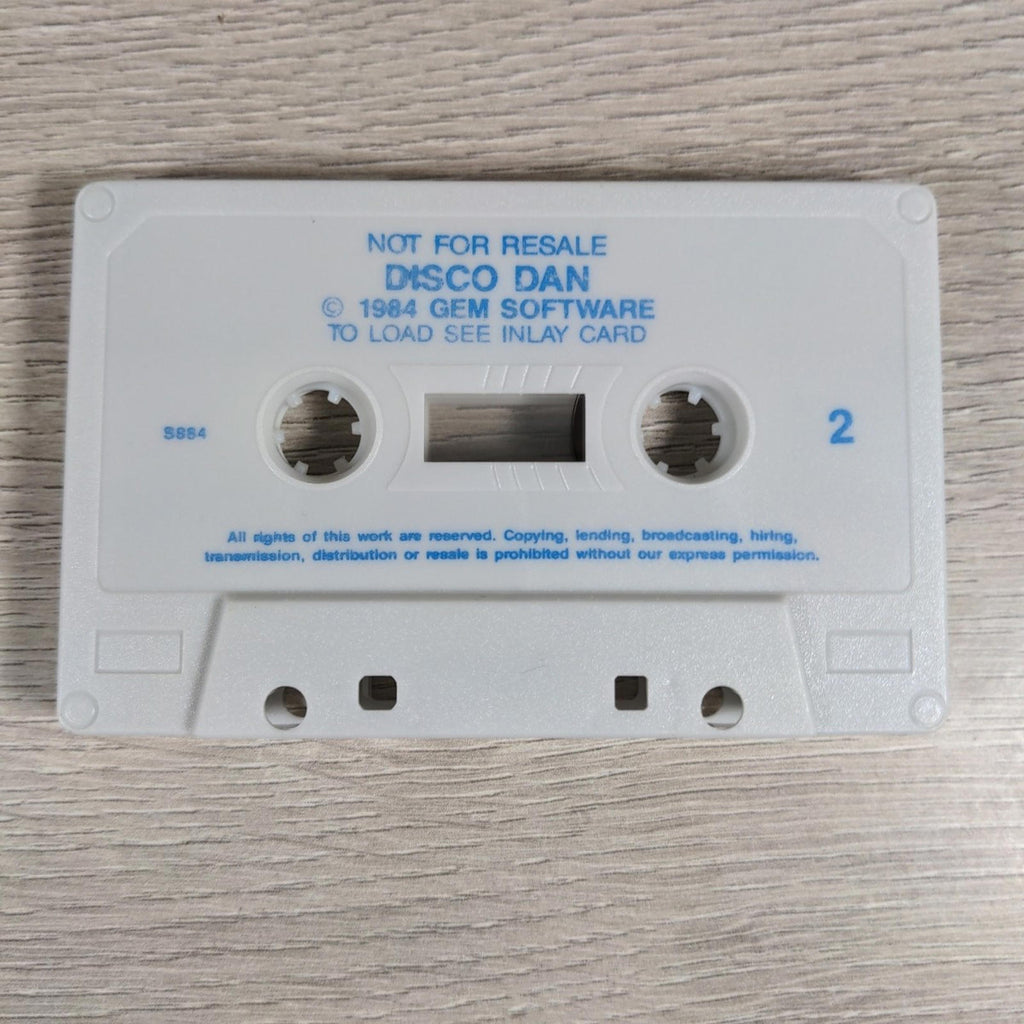 NOT FOR RESALE
DISCO DAN
© 1984 GEM SOFTWARE
TO LOAD SEE INLAY CARD
S884
2
All rights of this work are reserved. Copying, lending, broadcasting, hiring,
transmission, distribution or resale is prohibited without our express permission.